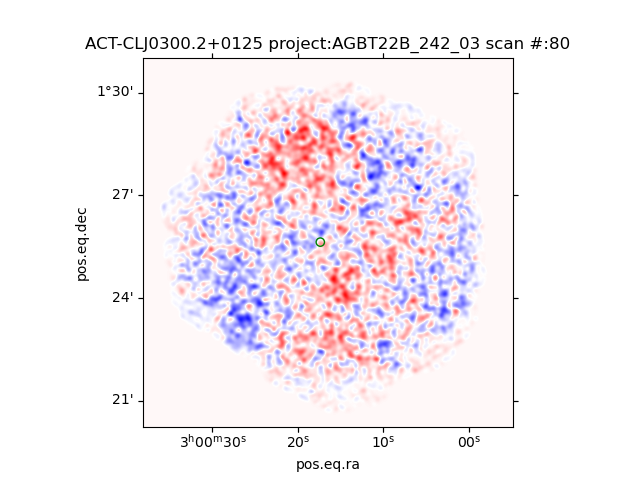 ACT-CLJ0300.2+0125 project:AGBT22B_242_03 scan #:80
1°30'
27'
24'
21'
pos.eq.dec
3h00m30s 20s 10s 00s
pos.eq.ra